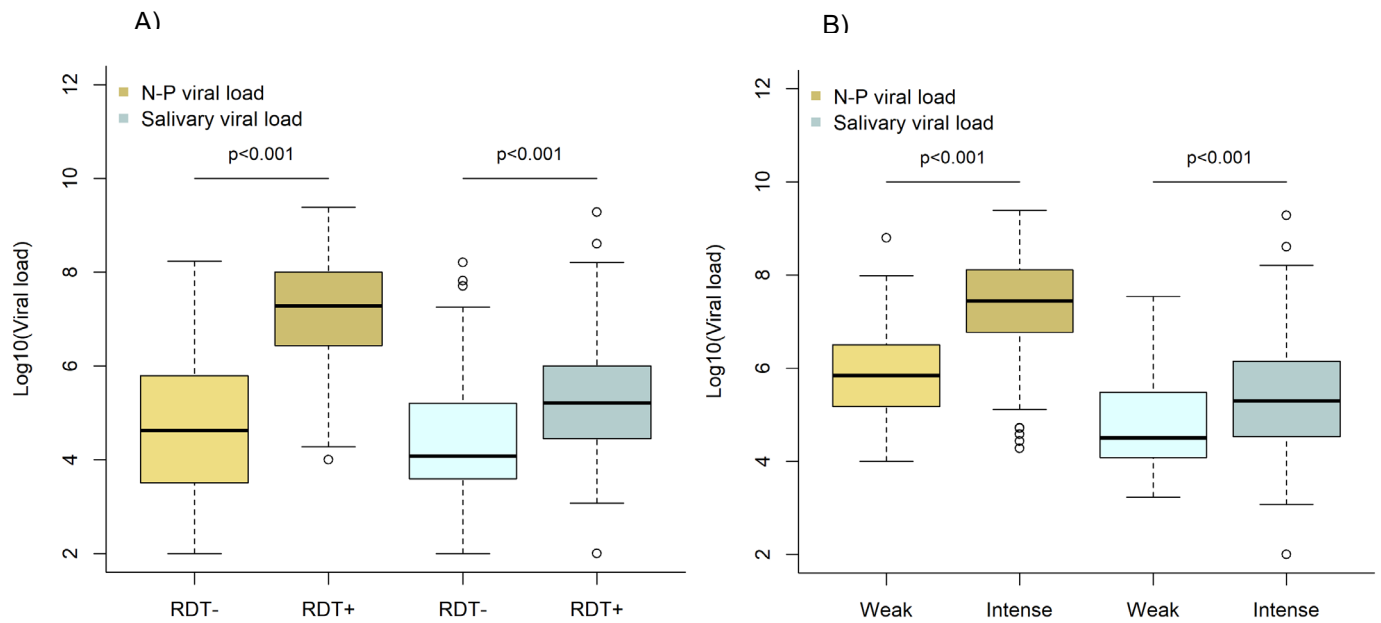 A)
12
10
8
6
4
2
Log10(Viral load)
N-P viral load
Salivary viral load
p<0.001
p<0.001
RDT-
RDT+
RDT-
RDT+
B)
12
10
8
6
4
2
Log10(Viral load)
N-P viral load
Salivary viral load
p<0.001
p<0.001
Weak
Intense
Weak
Intense